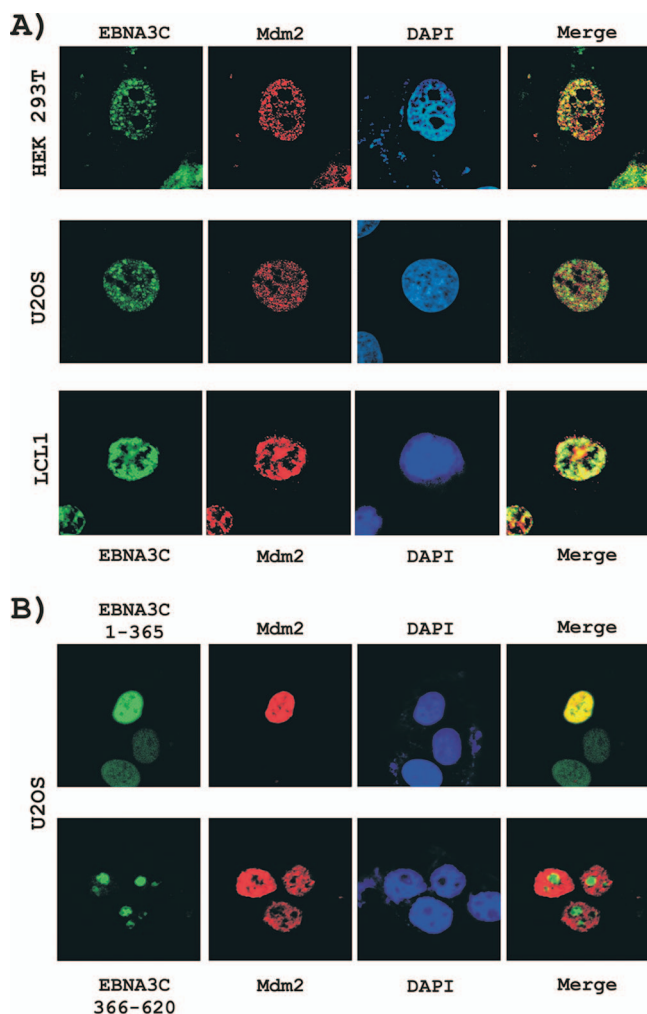 A)
EBNA3C Mdm2 DAPI Merge
HEK 293T
U2OS
LCL1
EBNA3C Mdm2 DAPI Merge
B)
EBNA3C
1-365 Mdm2 DAPI Merge
U2OS
EBNA3C Mdm2 DAPI Merge
366-620